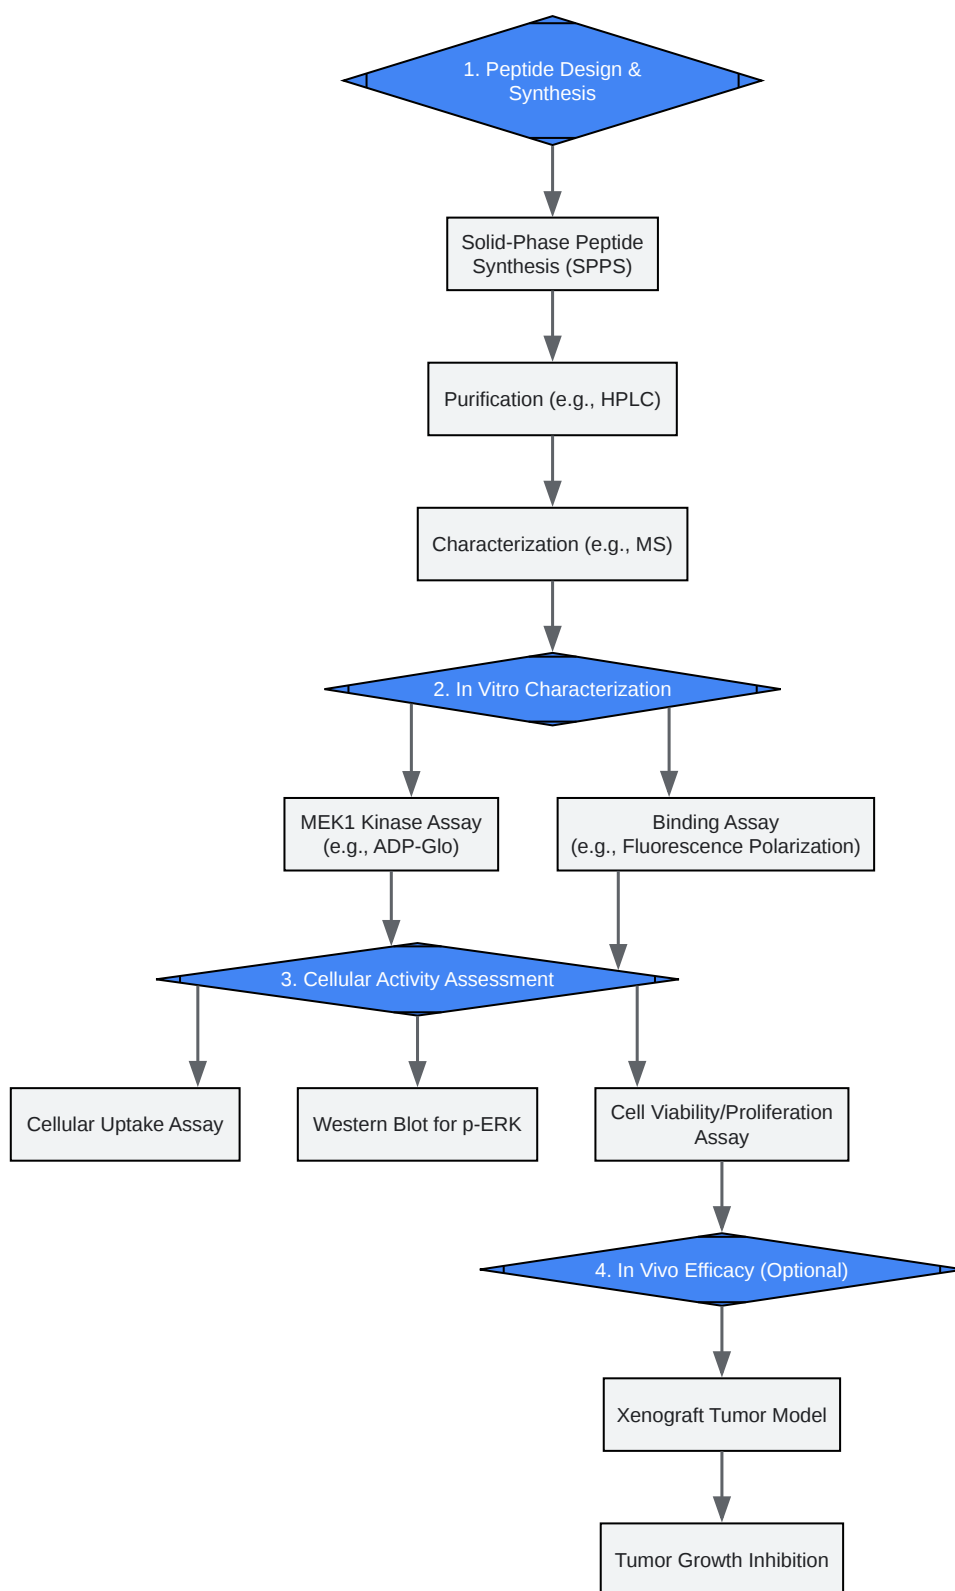 1. Peptide Design &
Synthesis
Solid-Phase Peptide
Synthesis (SPPS)
Purification (e.g., HPLC)
Characterization (e.g., MS)
2. In Vitro Characterization
MEK1 Kinase Assay
(e.g., ADP-Glo)
Binding Assay
(e.g., Fluorescence Polarization)
3. Cellular Activity Assessment
Cellular Uptake Assay
Western Blot for p-ERK
Cell Viability/Proliferation
Assay
4. In Vivo Efficacy (Optional)
Xenograft Tumor Model
Tumor Growth Inhibition